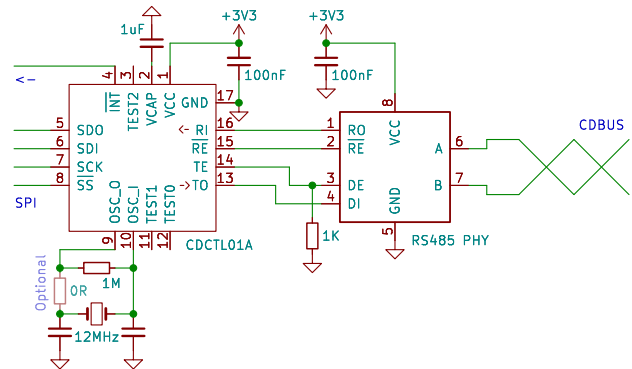 +3V3
+3V3
1uF
100nF
100nF
<-
4
3
2
1
INT
TEST2
VCAP
VCC
GND
17
8
VCC
CDBUS
5
SDO
<- RI
16
1
RO
6
SDI
RE
15
2
RE
A
6
7
SCK
TE
14
8
SS
->TO
13
3
DE
B
7
4
DI
SPI
OSC_O
OSC_I
TEST1
TEST0
GND
9
10
11
12
CDCTL01A
1K
5
RS485 PHY
Optional
1M
0R
12MHz